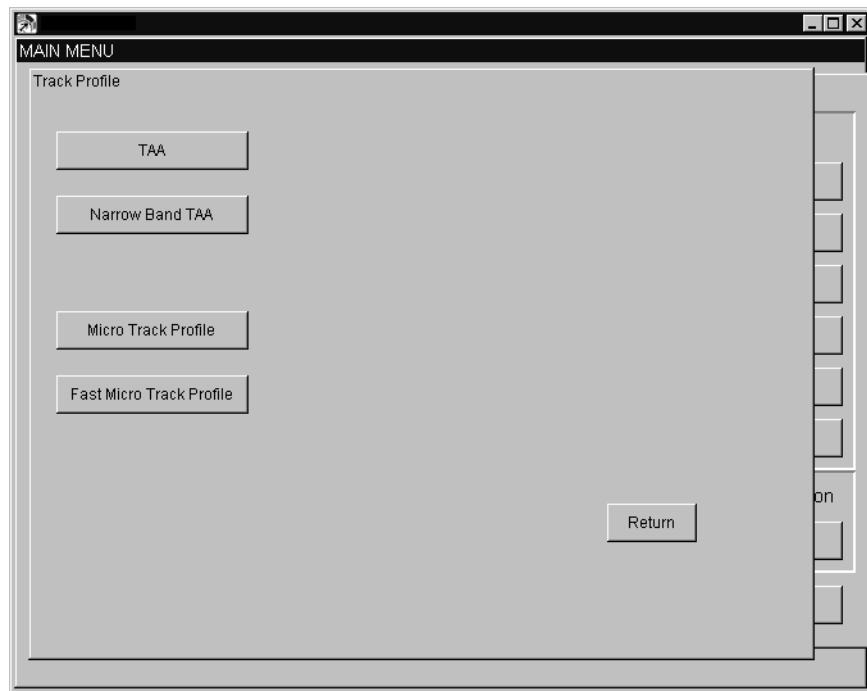 MAIN MENU
Track Profile
TAA
Narrow Band TAA
Micro Track Profile
Fast Micro Track Profile
on
Return